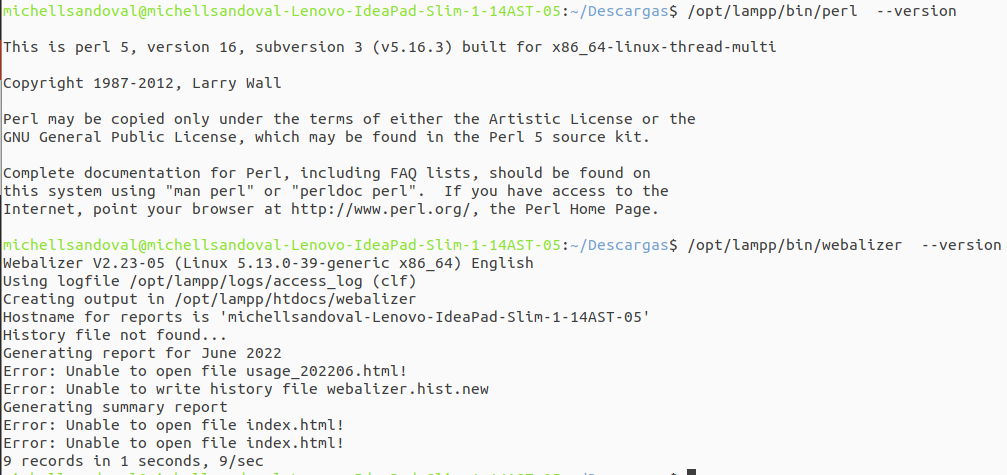 michellsandoval@michellsandoval-Lenovo-IdeaPad-Slim-1-14AST-05:~/Descargas$ /opt/lampp/bin/perl  --version
This is perl 5, version 16, subversion 3 (v5.16.3) built for x86_64-linux-thread-multi
Copyright 1987-2012, Larry Wall
Perl may be copied only under the terms of either the Artistic License or the
GNU General Public License, which may be found in the Perl 5 source kit.
Complete documentation for Perl, including FAQ lists, should be found on
this system using "man perl" or "perldoc perl".  If you have access to the
Internet, point your browser at http://www.perl.org/, the Perl Home Page.
michellsandoval@michellsandoval-Lenovo-IdeaPad-Slim-1-14AST-05:~/Descargas$ /opt/lampp/bin/webalizer  --version
Webalizer V2.23-05 (Linux 5.13.0-39-generic x86_64) English
Using logfile /opt/lampp/logs/access_log (clf)
Creating output in /opt/lampp/htdocs/webalizer
Hostname for reports is 'michellsandoval-Lenovo-IdeaPad-Slim-1-14AST-05'
History file not found...
Generating report for June 2022
Error: Unable to open file usage_202206.html!
Error: Unable to write history file webalizer.hist.new
Generating summary report
Error: Unable to open file index.html!
Error: Unable to open file index.html!
9 records in 1 seconds, 9/sec